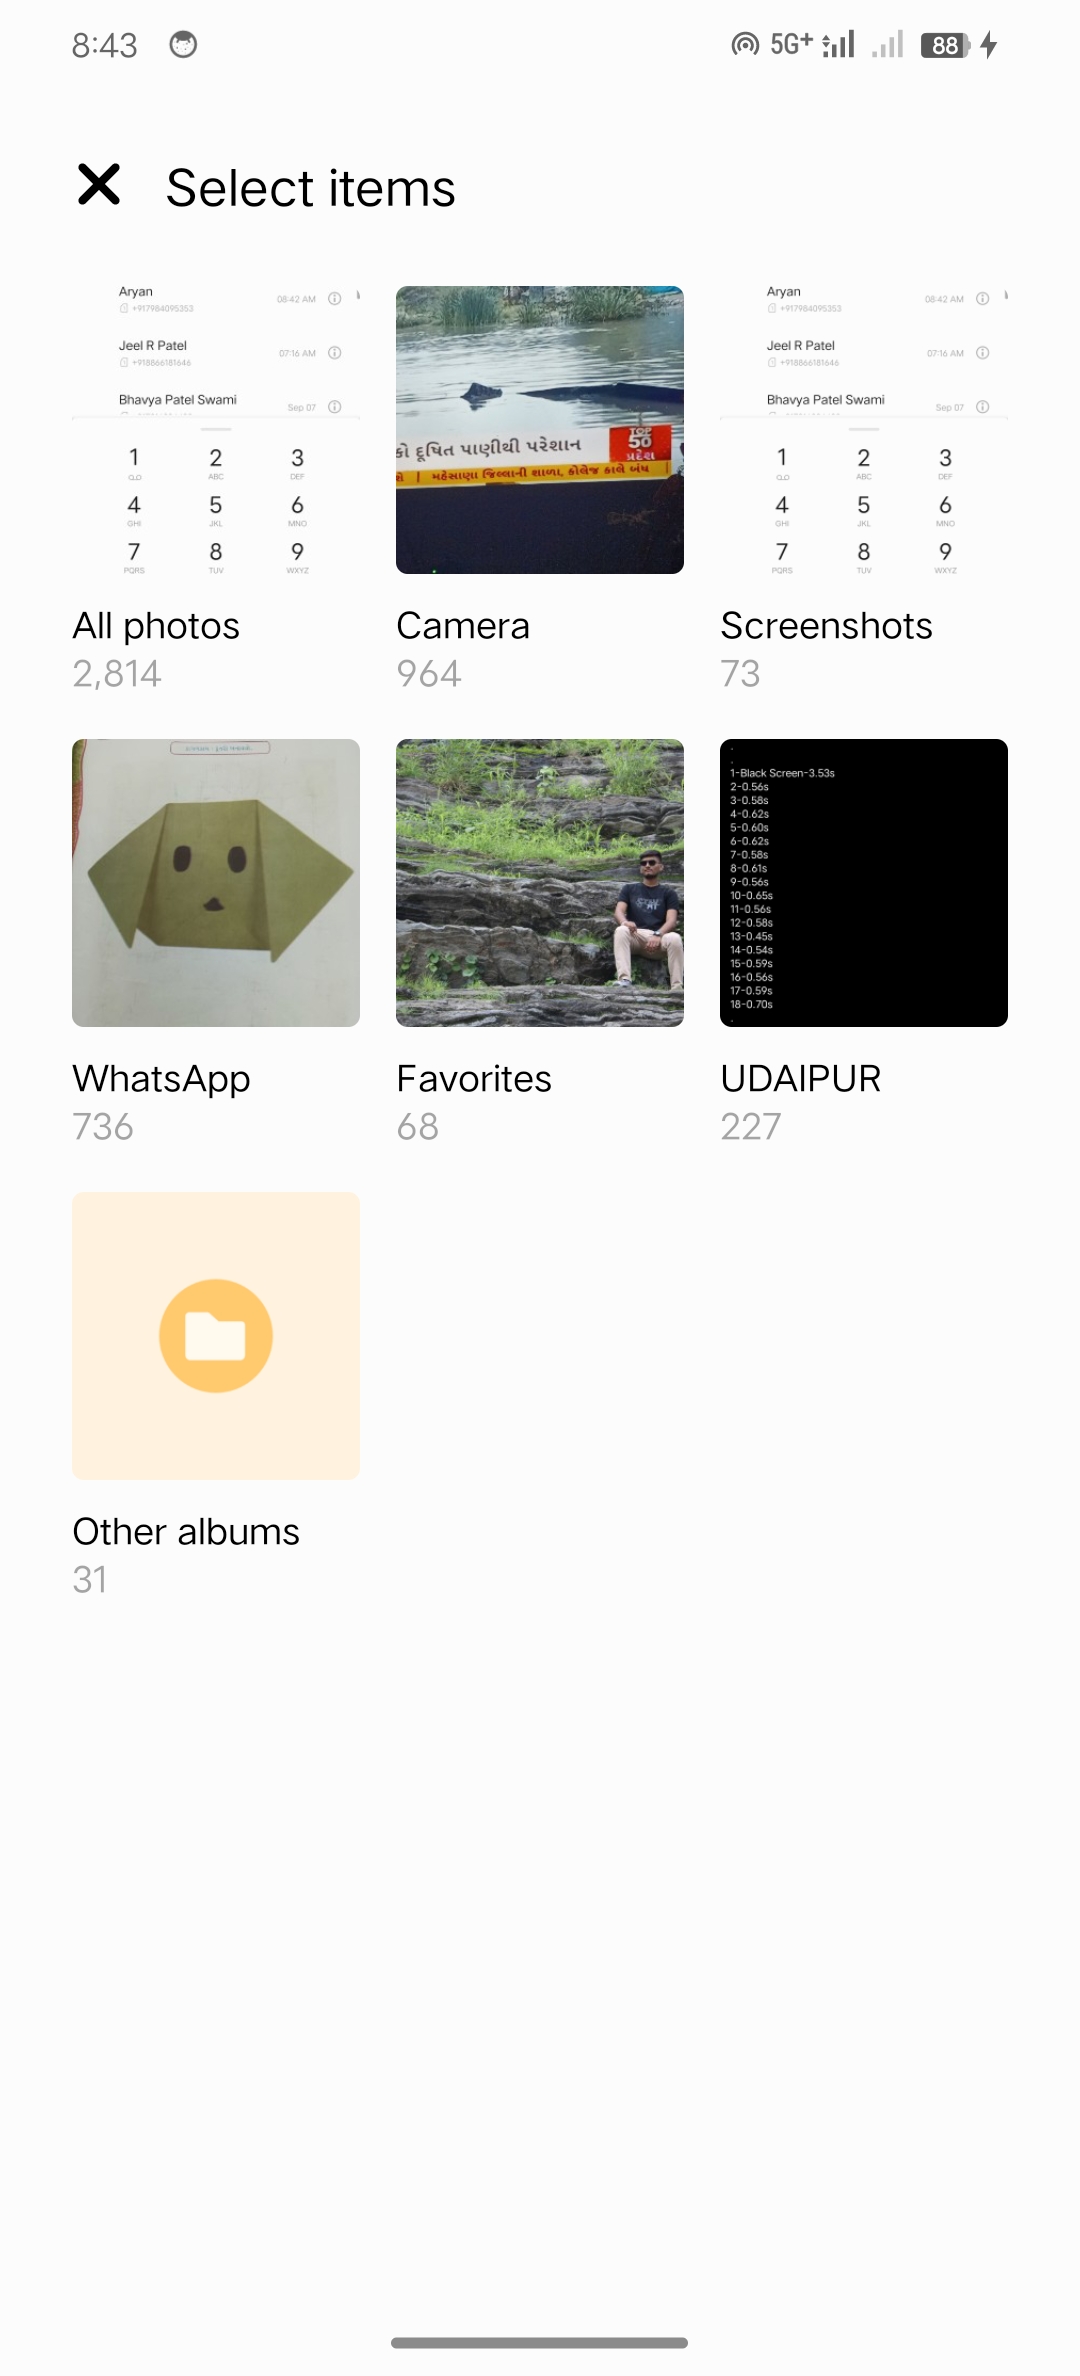 8:43
5G+
88
Select items
Aryan
08:42 AM
+917984095353
Jeel R Patel
07:16 AM
+918866181646
Bhavya Patel Swami
Sep 07
1
2 ABC
3 DEF
4 GHI
5 JKL
6 MNO
7 PQRS
8 TUV
9 WXYZ
કો દૂષિત પાણીથી પરેશાન
TOP 50 પ્રદેશ
મહેસાણા જિલ્લાની શાળા, કોલેજ કાલે બંધ
Aryan
08:42 AM
+917984095353
Jeel R Patel
07:16 AM
+918866181646
Bhavya Patel Swami
Sep 07
1
2 ABC
3 DEF
4 GHI
5 JKL
6 MNO
7 PQRS
8 TUV
9 WXYZ
All photos
2,814
Camera
964
Screenshots
73
1-Black Screen-3.53s
2-0.56s
3-0.58s
4-0.62s
5-0.60s
6-0.62s
7-0.58s
8-0.61s
9-0.56s
10-0.65s
11-0.56s
12-0.58s
13-0.45s
14-0.54s
15-0.59s
16-0.56s
17-0.59s
18-0.70s
WhatsApp
736
Favorites
68
UDAIPUR
227
Other albums
31